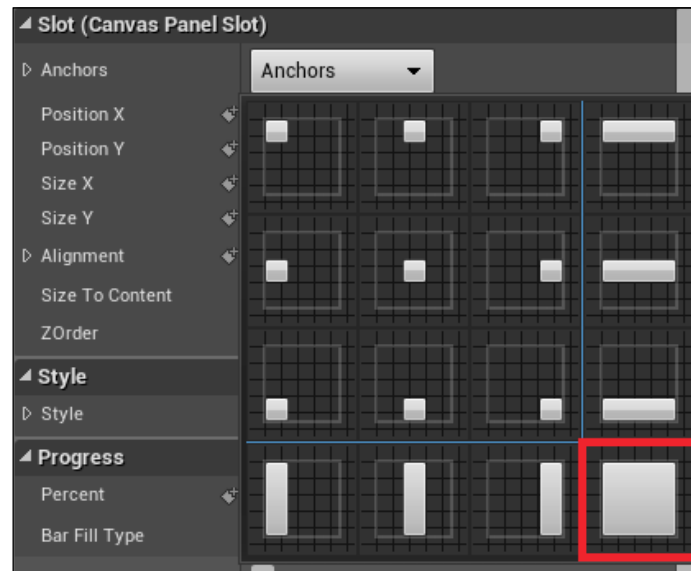 Slot (Canvas Panel Slot)
Anchors Anchors
Position X
Position Y
Size X
Size Y
Alignment
Size To Content
ZOrder
Style
Style
Progress
Percent
Bar Fill Type